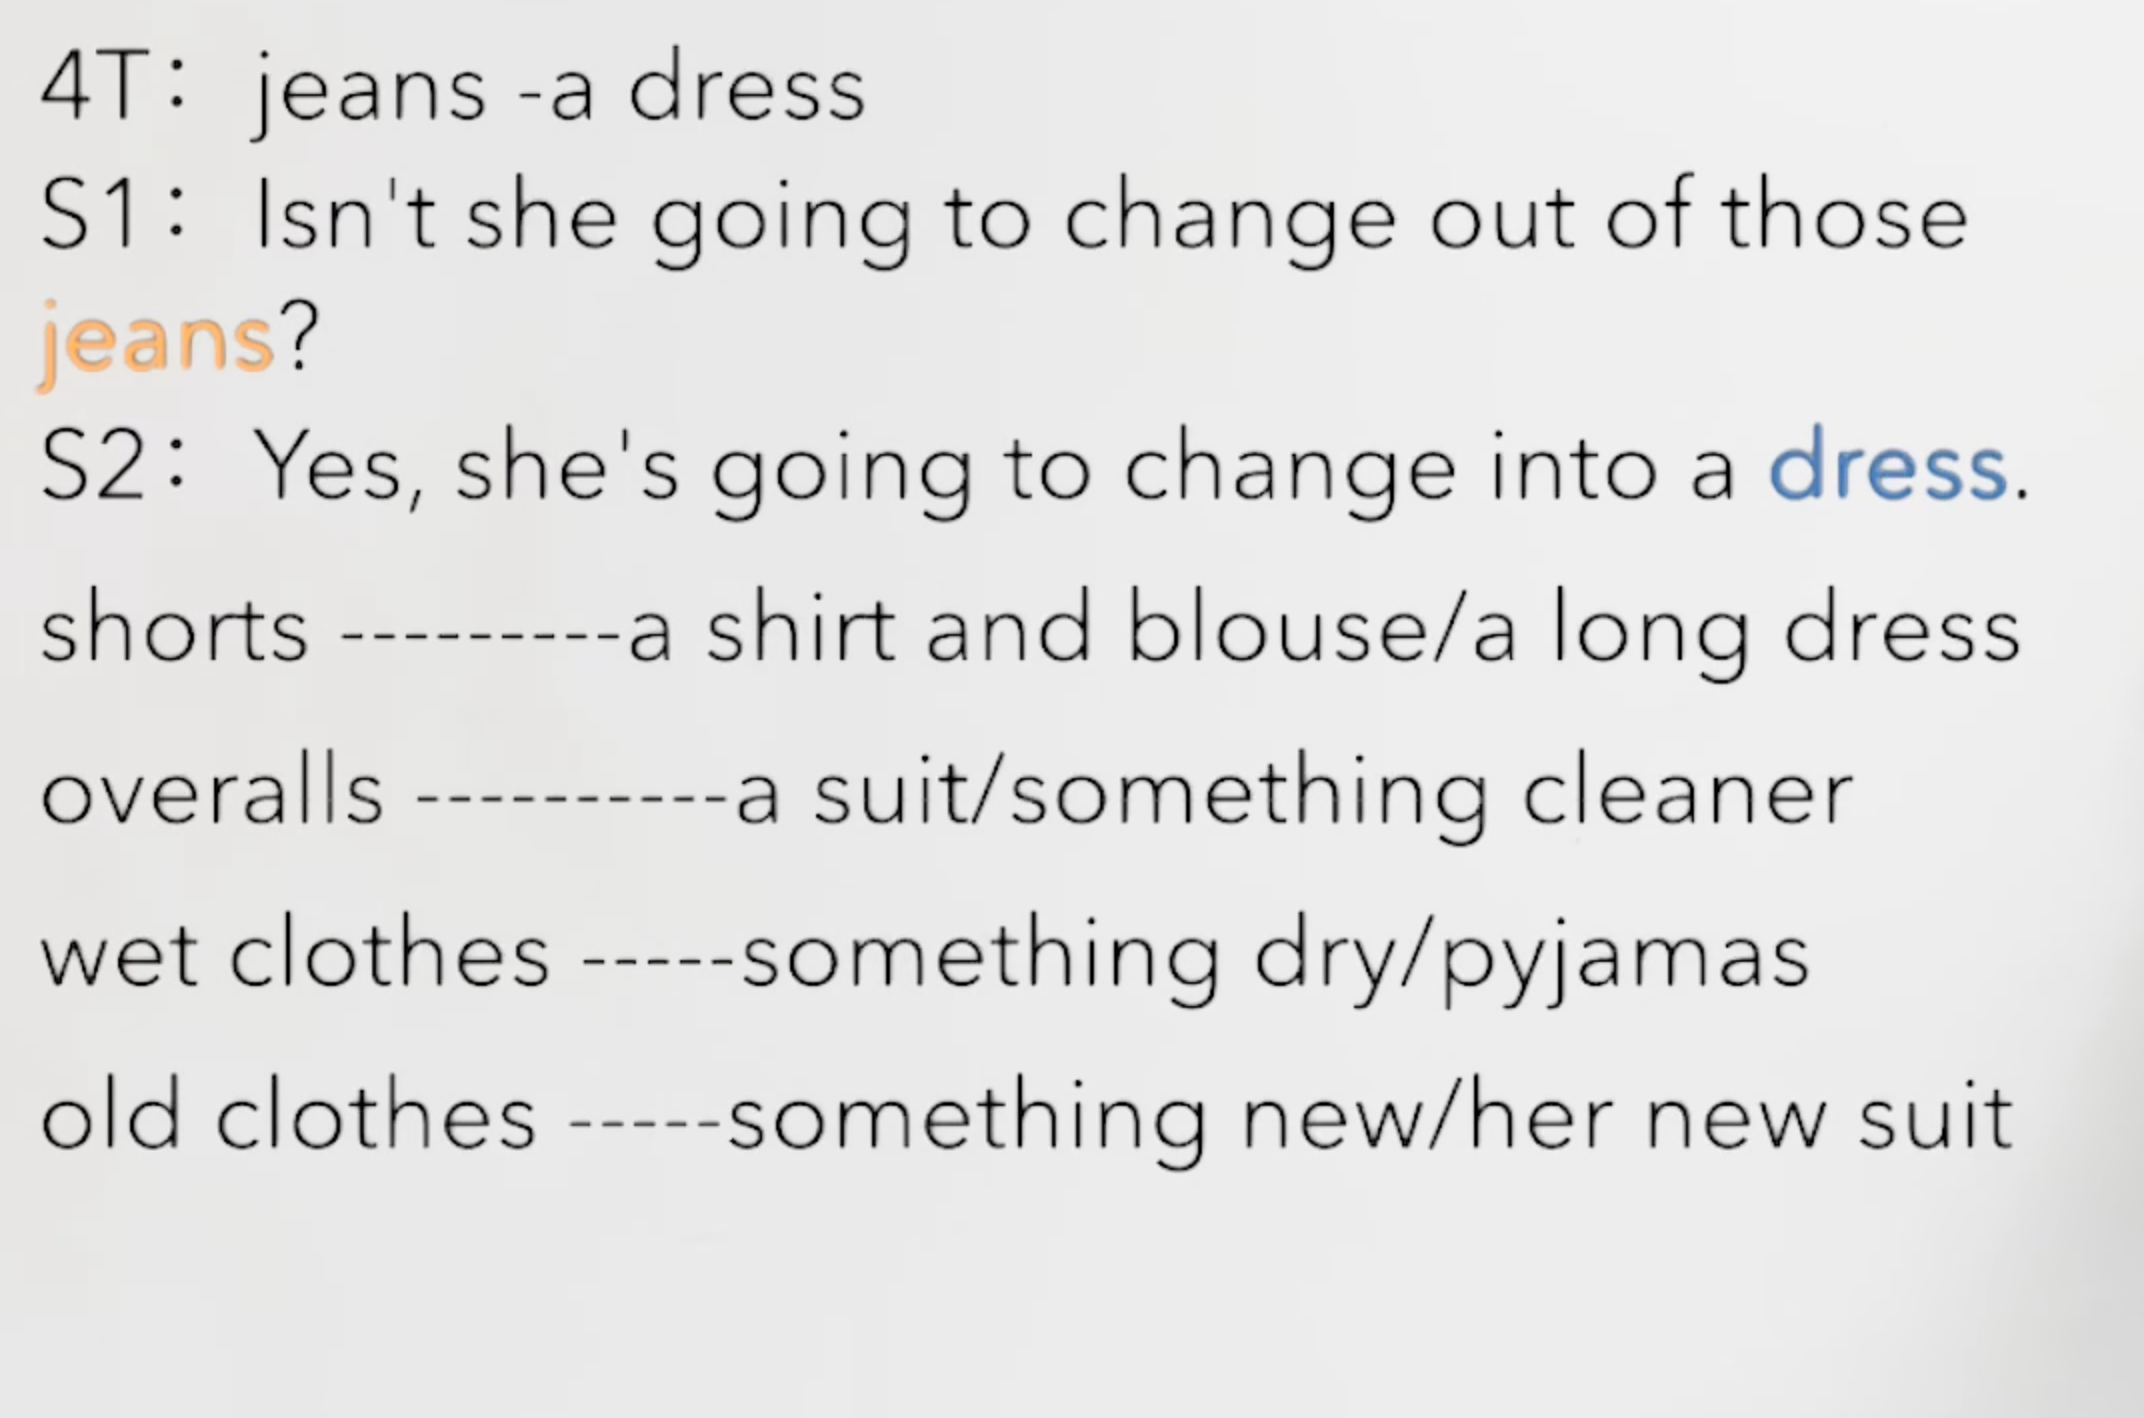 4T: jeans -a dress
S1: Isn't she going to change out of those
jeans?
S2: Yes, she's going to change into a dress.
shorts ---------a shirt and blouse/a long dress
overalls ----------a suit/something cleaner
wet clothes -----something dry/pyjamas
old clothes -----something new/her new suit